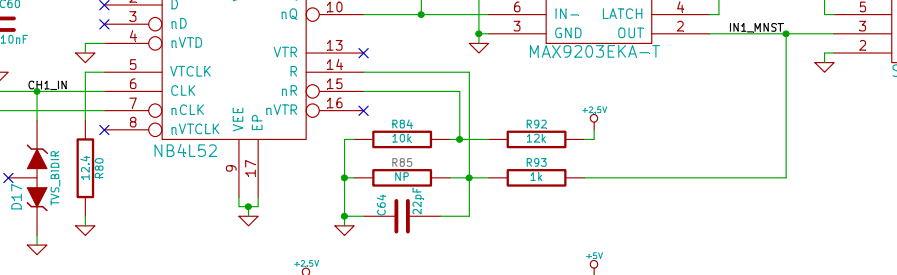 C60
10nF
2 D
3 nD
4 nVTD
5 VTCLK
6 CLK
7 nCLK
8 nVTCLK
CH1_IN
nQ 10
VTR 13
R 14
nR 15
nVTR 16
VEE
EP
9
17
NB4L52
D17
TVS_BIDIR
12.4
R80
6 IN-
3 GND
LATCH 4
OUT 2
MAX9203EKA-T
IN1_MNST
5
3
2
R84
10k
R85
NP
C64
22pF
R92
12k
R93
1k
+2.5V
+2.5V
+5V